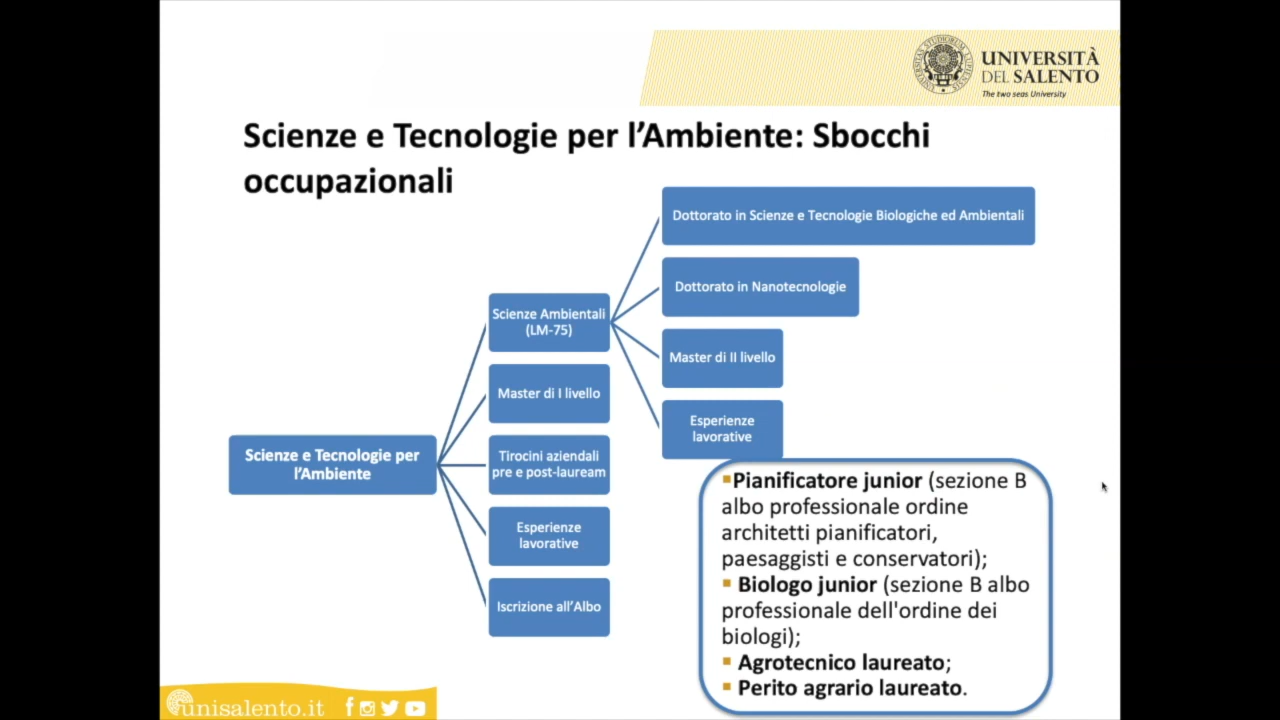 UNIVERSITÀ
DEL SALENTO
The two seas University
Scienze e Tecnologie per l'Ambiente: Sbocchi
occupazionali
Dottorato in Scienze e Tecnologie Biologiche ed Ambientali
Dottorato in Nanotecnologie
Scienze Ambientali
(LM-75)
Master di II livello
Master di I livello
Esperienze
lavorative
Scienze e Tecnologie per
l'Ambiente
Tirocini aziendali
pre e post-lauream
Esperienze
lavorative
Iscrizione all'Albo
▪Pianificatore junior (sezione B
albo professionale ordine
architetti pianificatori,
paesaggisti e conservatori);
▪ Biologo junior (sezione B albo
professionale dell'ordine dei
biologi);
▪ Agrotecnico laureato;
▪ Perito agrario laureato.
unisalento.it